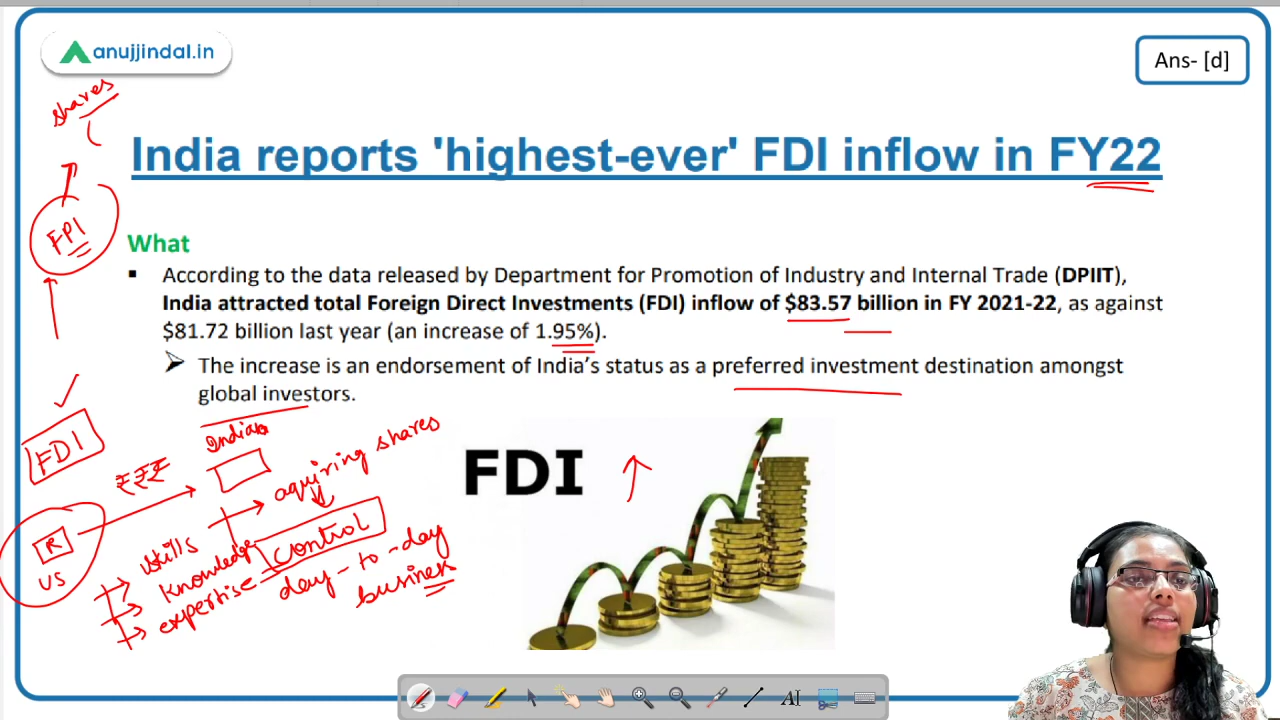 anujjindal.in
Ans- [d]
shares
India reports 'highest-ever' FDI inflow in FY22
FPI
What
▪ According to the data released by Department for Promotion of Industry and Internal Trade (DPIIT),
India attracted total Foreign Direct Investments (FDI) inflow of $83.57 billion in FY 2021-22, as against
$81.72 billion last year (an increase of 1.95%).
➢ The increase is an endorsement of India's status as a preferred investment destination amongst
global investors.
FDI
₹₹₹
Indian
aquiring shares
control
day-to-day
business
R
US
skills
knowledge
expertise
FDI
AI